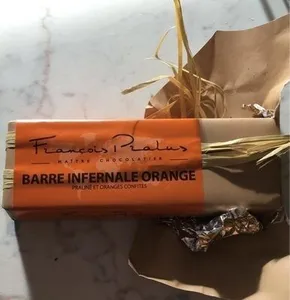 François Pralus
MAÎTRE CHOCOLATIER
BARRE INFERNALE ORANGE
PRALINÉ ET ORANGES CONFITES